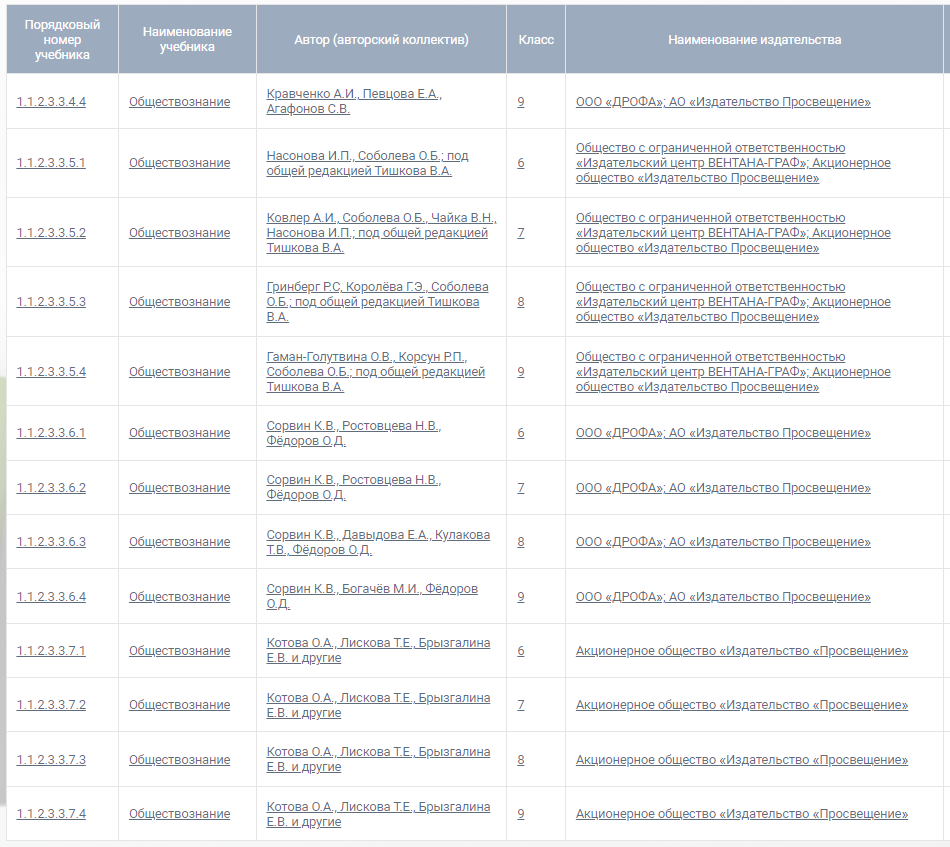 Порядковый
номер
учебника
Наименование
учебника
Автор (авторский коллектив)
Класс
Наименование издательства
1.1.2.3.3.4.4
Обществознание
Кравченко А.И., Певцова Е.А.,
Агафонов С.В.
9
ООО «ДРОФА»; АО «Издательство Просвещение»
1.1.2.3.3.5.1
Обществознание
Насонова И.П., Соболева О.Б.; под
общей редакцией Тишкова В.А.
6
Общество с ограниченной ответственностью
«Издательский центр ВЕНТАНА-ГРАФ»; Акционерное
общество «Издательство Просвещение»
1.1.2.3.3.5.2
Обществознание
Ковлер А.И., Соболева О.Б., Чайка В.Н.,
Насонова И.П.; под общей редакцией
Тишкова В.А.
7
Общество с ограниченной ответственностью
«Издательский центр ВЕНТАНА-ГРАФ»; Акционерное
общество «Издательство Просвещение»
1.1.2.3.3.5.3
Обществознание
Гринберг Р.С, Королёва Г.Э., Соболева
О.Б.; под общей редакцией Тишкова
В.А.
8
Общество с ограниченной ответственностью
«Издательский центр ВЕНТАНА-ГРАФ»; Акционерное
общество «Издательство Просвещение»
1.1.2.3.3.5.4
Обществознание
Гаман-Голутвина О.В., Корсун Р.П.,
Соболева О.Б.; под общей редакцией
Тишкова В.А.
9
Общество с ограниченной ответственностью
«Издательский центр ВЕНТАНА-ГРАФ»; Акционерное
общество «Издательство Просвещение»
1.1.2.3.3.6.1
Обществознание
Сорвин К.В., Ростовцева Н.В.,
Фёдоров О.Д.
6
ООО «ДРОФА»; АО «Издательство Просвещение»
1.1.2.3.3.6.2
Обществознание
Сорвин К.В., Ростовцева Н.В.,
Фёдоров О.Д.
7
ООО «ДРОФА»; АО «Издательство Просвещение»
1.1.2.3.3.6.3
Обществознание
Сорвин К.В., Давыдова Е.А., Кулакова
Т.В., Фёдоров О.Д.
8
ООО «ДРОФА»; АО «Издательство Просвещение»
1.1.2.3.3.6.4
Обществознание
Сорвин К.В., Богачёв М.И., Фёдоров
О.Д.
9
ООО «ДРОФА»; АО «Издательство Просвещение»
1.1.2.3.3.7.1
Обществознание
Котова О.А., Лискова Т.Е., Брызгалина
Е.В. и другие
6
Акционерное общество «Издательство «Просвещение»
1.1.2.3.3.7.2
Обществознание
Котова О.А., Лискова Т.Е., Брызгалина
Е.В. и другие
7
Акционерное общество «Издательство «Просвещение»
1.1.2.3.3.7.3
Обществознание
Котова О.А., Лискова Т.Е., Брызгалина
Е.В. и другие
8
Акционерное общество «Издательство «Просвещение»
1.1.2.3.3.7.4
Обществознание
Котова О.А., Лискова Т.Е., Брызгалина
Е.В. и другие
9
Акционерное общество «Издательство «Просвещение»